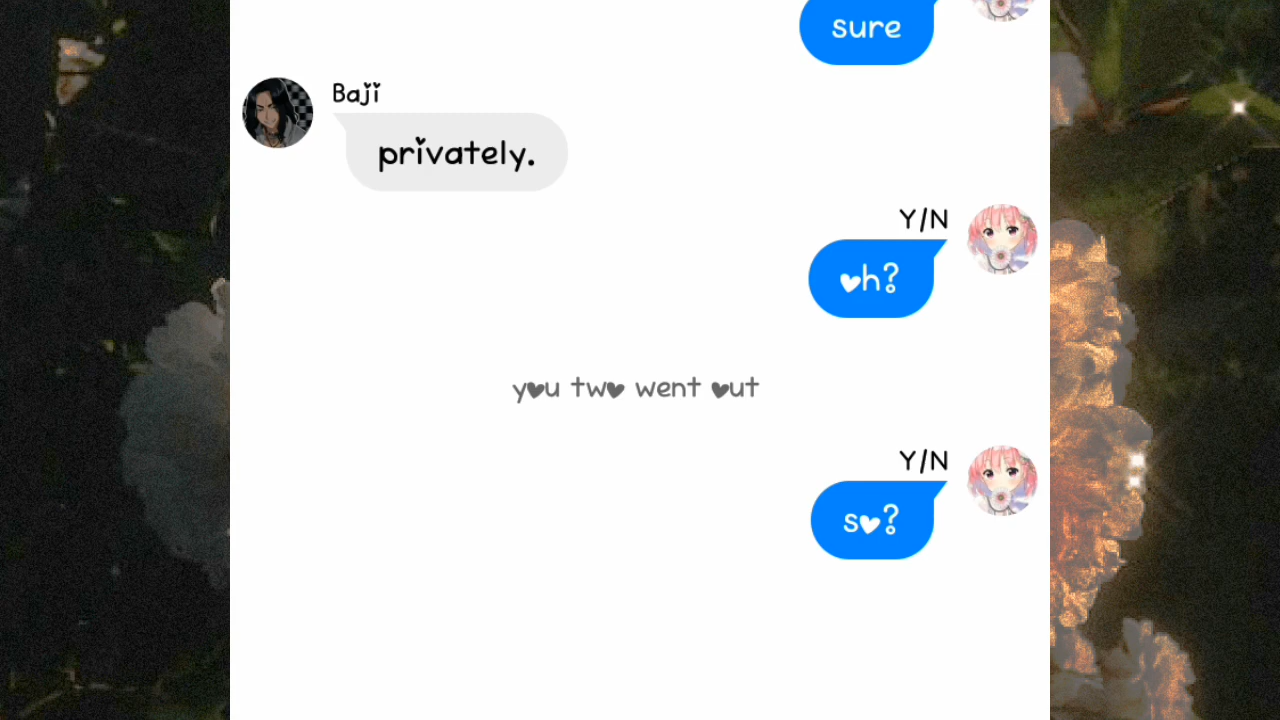 sure
Baji
privately.
Y/N
♥h?
y♥u tw♥ went ♥ut
Y/N
s♥?